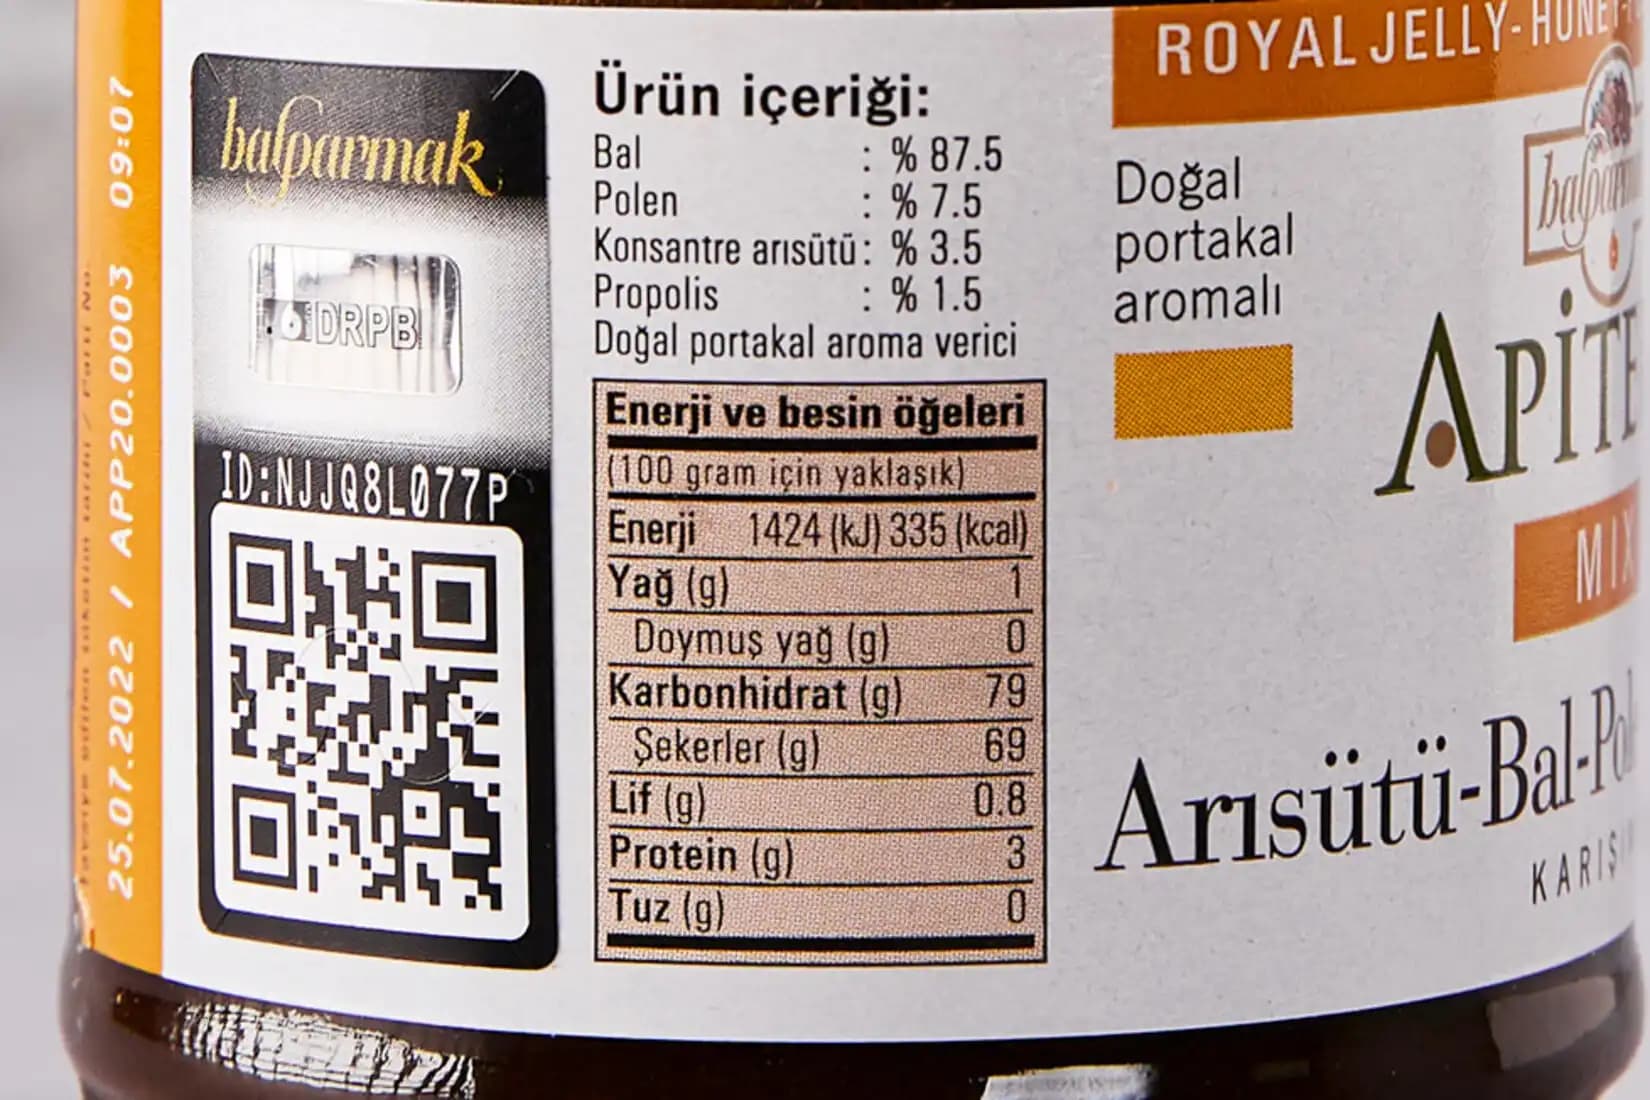 25.07.2022 / APP20.0003 09:07
balparmak
DRPB
ID:NJJQ8L077P
Ürün içeriği:
Bal : % 87.5
Polen : % 7.5
Konsantre arısütü : % 3.5
Propolis : % 1.5
Doğal portakal aroma verici
Enerji ve besin öğeleri
(100 gram için yaklaşık)
Enerji 1424 (kJ) 335 (kcal)
Yağ (g) 1
Doymuş yağ (g) 0
Karbonhidrat (g) 79
Şekerler (g) 69
Lif (g) 0.8
Protein (g) 3
Tuz (g) 0
ROYAL JELLY-HONEY-
Doğal
portakal
aromalı
Arısütü-Bal-